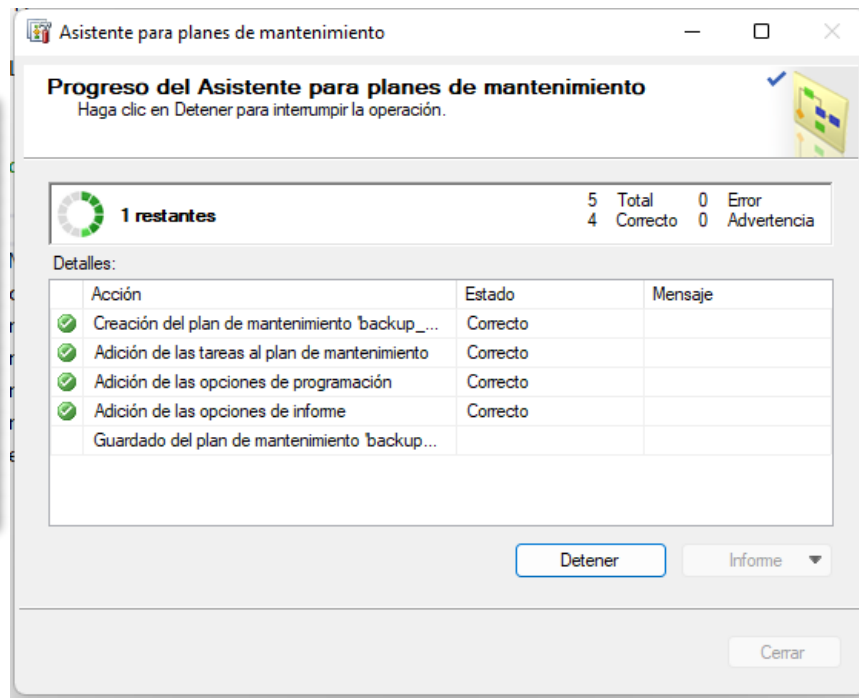 Asistente para planes de mantenimiento
Progreso del Asistente para planes de mantenimiento
Haga clic en Detener para interrumpir la operación.
1 restantes
5 Total 0 Error
4 Correcto 0 Advertencia
Detalles:
Acción Estado Mensaje
Creación del plan de mantenimiento 'backup_... Correcto
Adición de las tareas al plan de mantenimiento Correcto
Adición de las opciones de programación Correcto
Adición de las opciones de informe Correcto
Guardado del plan de mantenimiento 'backup...
Detener Informe
Cerrar